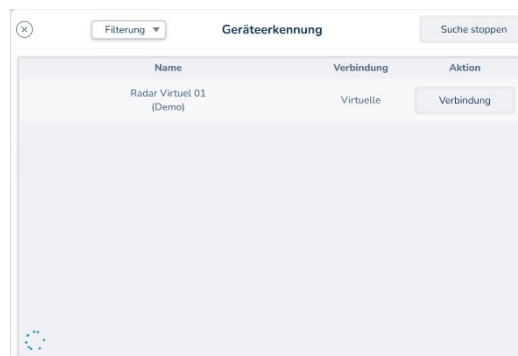 Filterung
Geräteerkennung
Suche stoppen
Name Verbindung Aktion
Radar Virtuel 01
(Demo)
Virtuelle
Verbindung